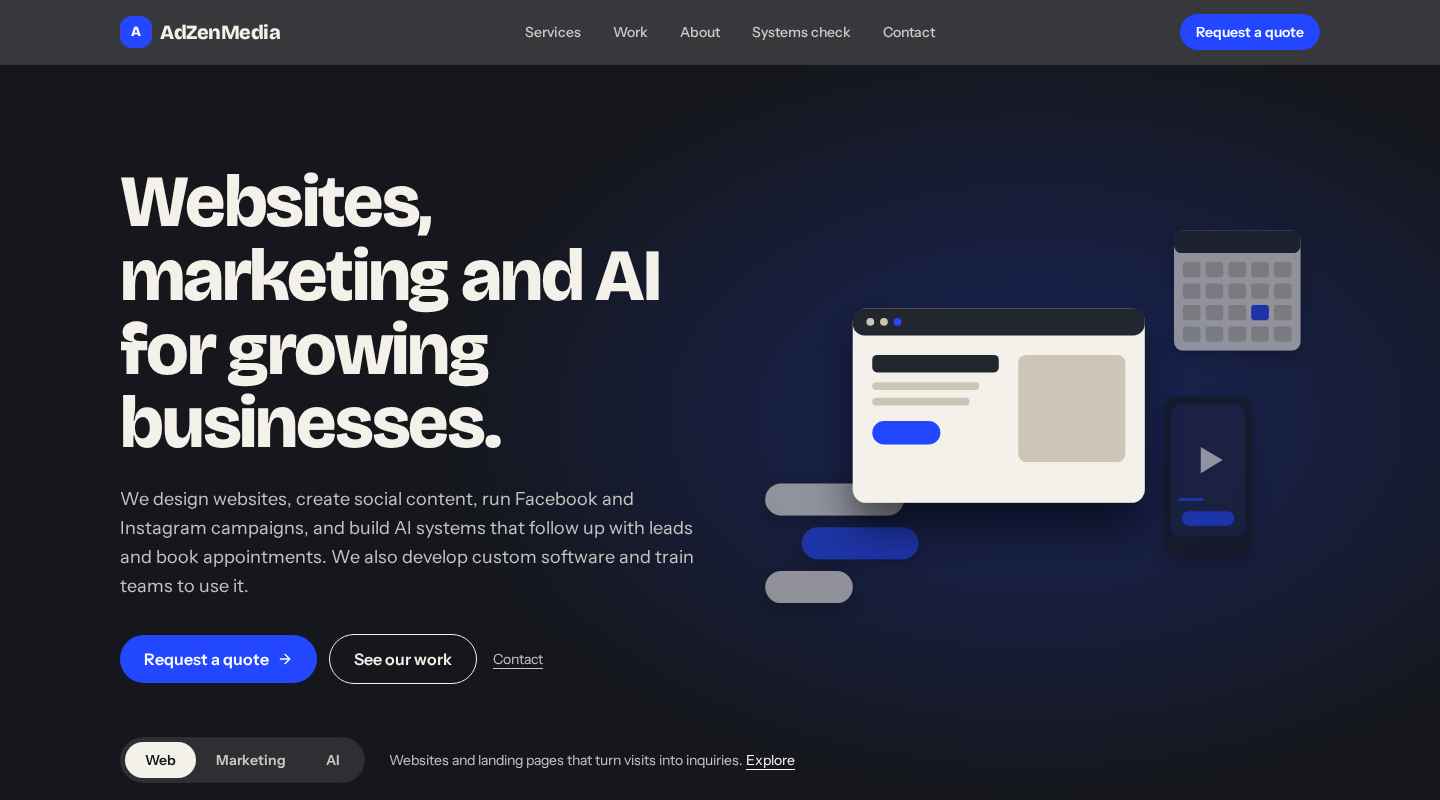 A AdZenMedia
Services Work About Systems check Contact
Request a quote
Websites,
marketing and AI
for growing
businesses.
We design websites, create social content, run Facebook and
Instagram campaigns, and build AI systems that follow up with leads
and book appointments. We also develop custom software and train
teams to use it.
Request a quote → See our work Contact
Web Marketing AI Websites and landing pages that turn visits into inquiries. Explore